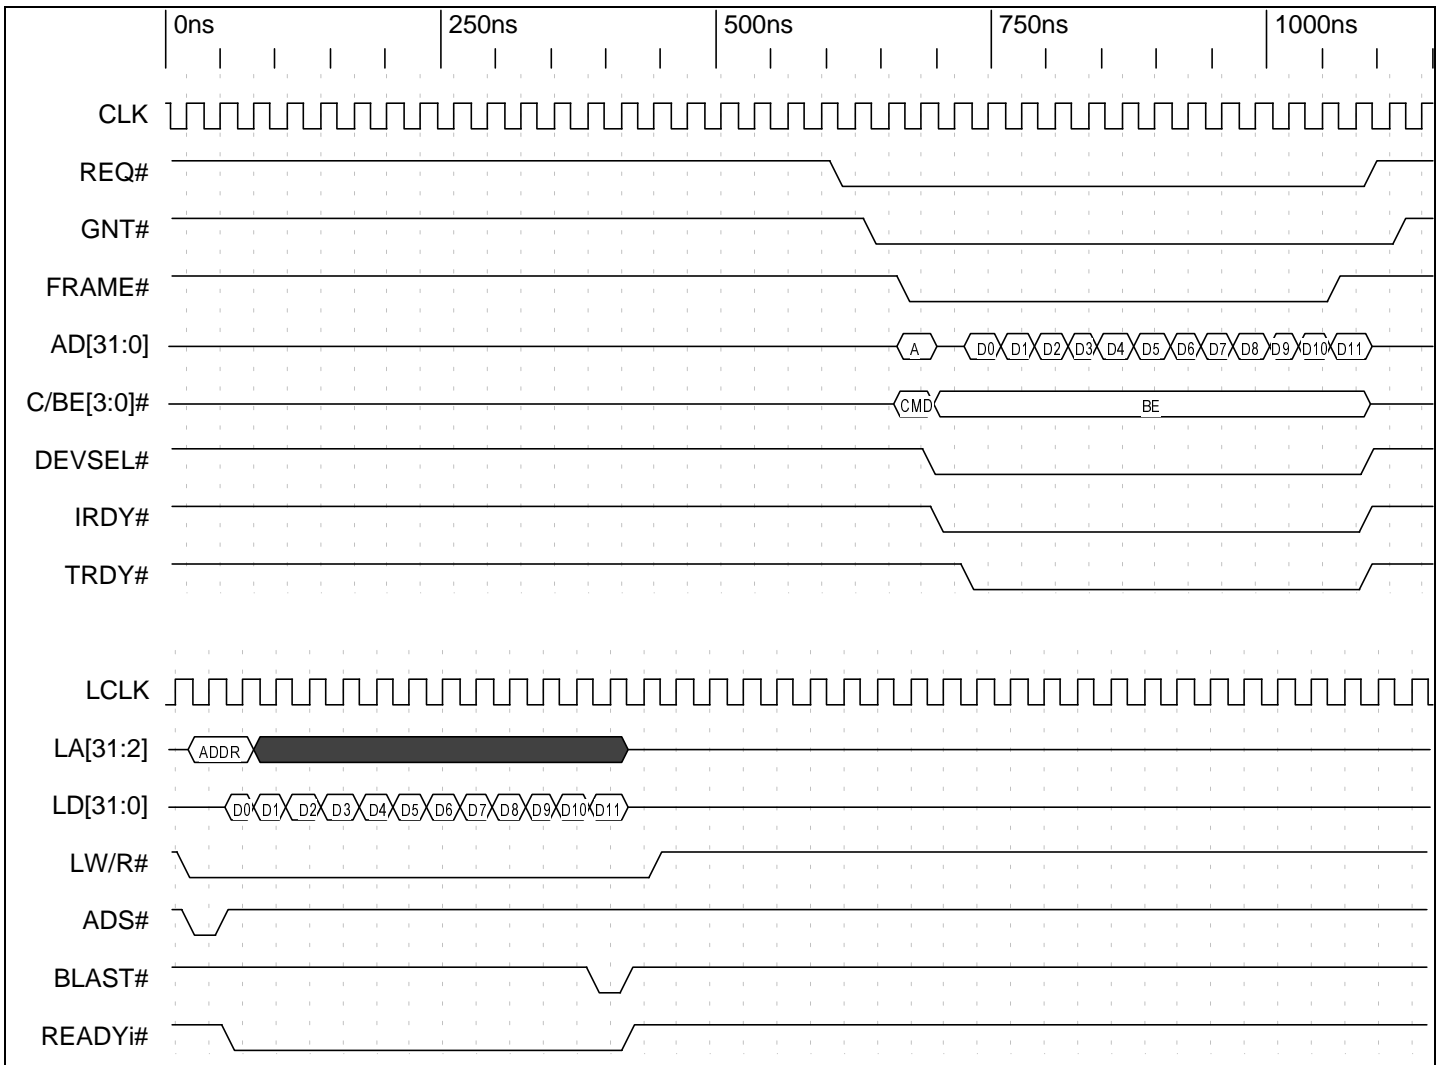 0ns 250ns 500ns 750ns 1000ns
CLK
REQ#
GNT#
FRAME#
AD[31:0] A D0 D1 D2 D3 D4 D5 D6 D7 D8 D9 D10 D11
C/BE[3:0]# CMD BE
DEVSEL#
IRDY#
TRDY#
LCLK
LA[31:2] ADDR
LD[31:0] D0 D1 D2 D3 D4 D5 D6 D7 D8 D9 D10 D11
LW/R#
ADS#
BLAST#
READYi#